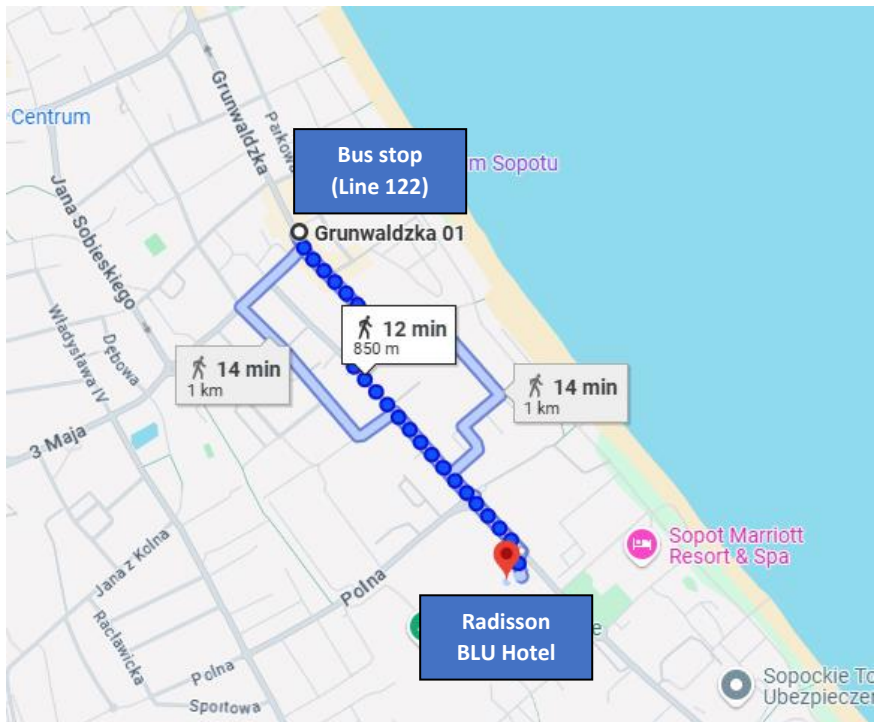 Centrum
Grunwaldzka
Parkowa
Bus stop
(Line 122)
m Sopotu
Grunwaldzka 01
Jana Sobieskiego
Władysława IV
Dębowa
12 min
850 m
14 min
1 km
14 min
1 km
3 Maja
Sopot Marriott
Resort & Spa
Jana z Kolna
Polna
Racławicka
Radisson
BLU Hotel
e
Polna
Sportowa
Sopockie To
Ubezpieczer